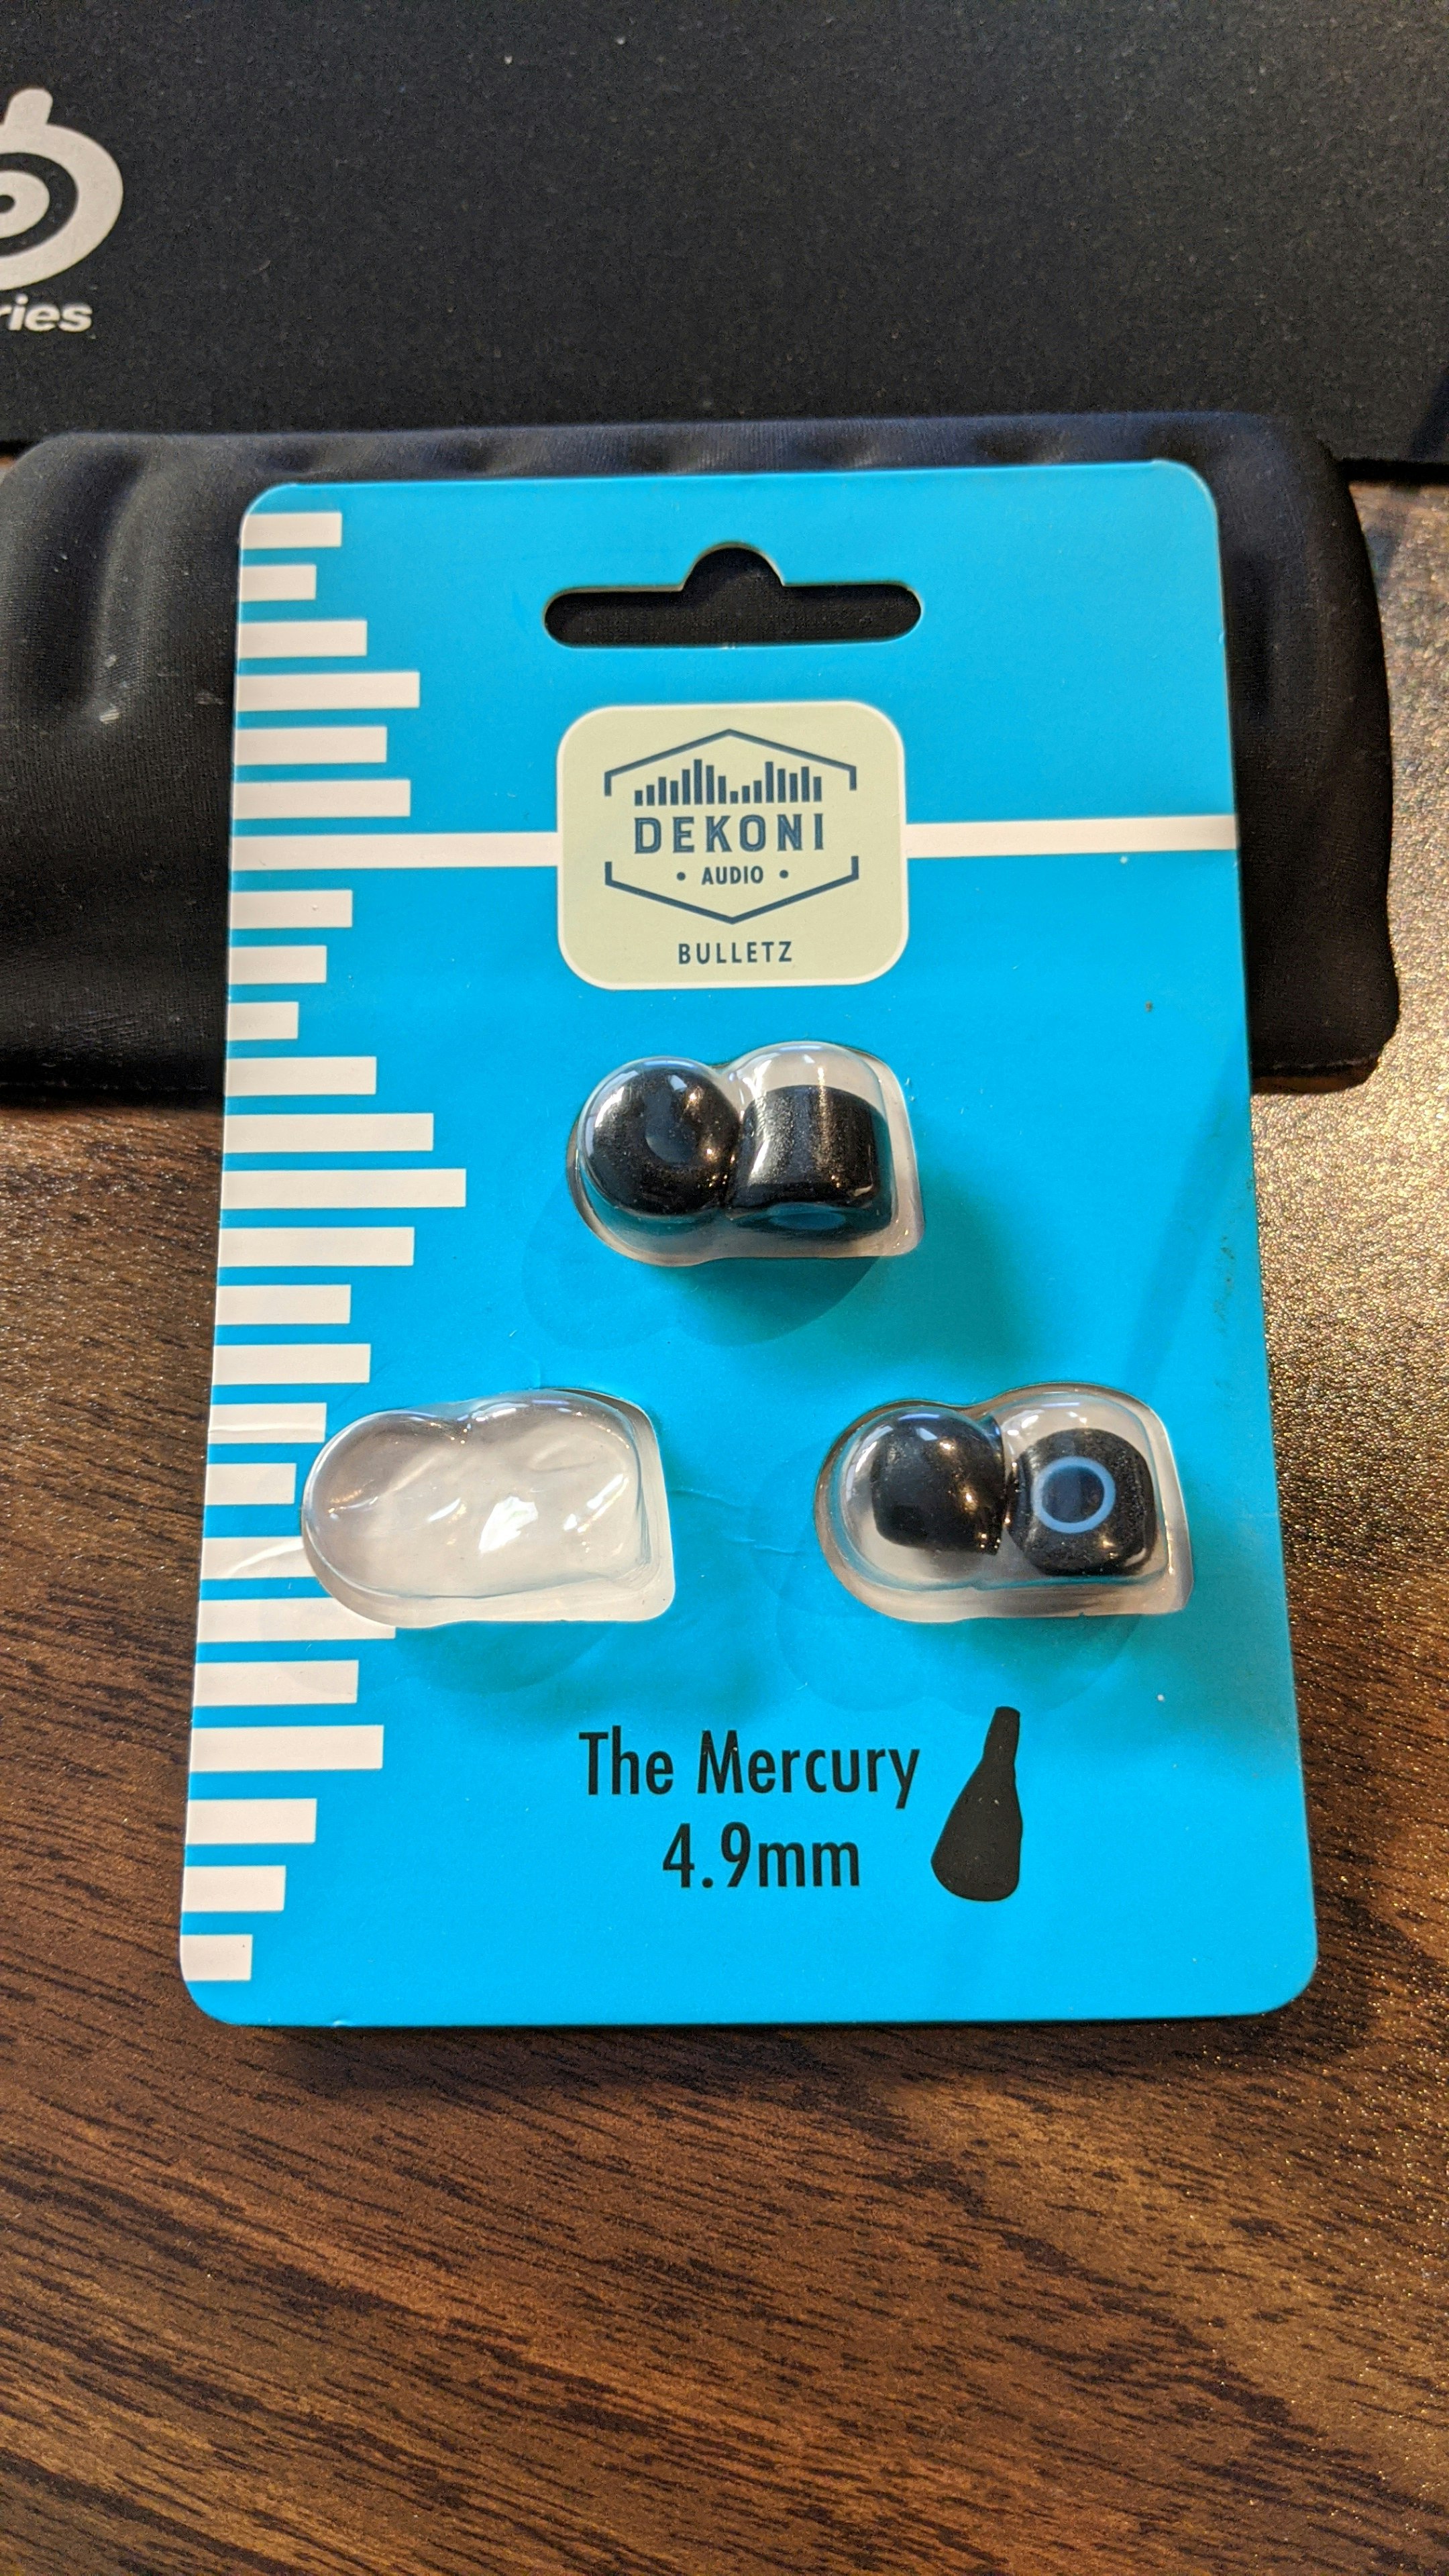 ries
DEKONI
• AUDIO •
BULLETZ
The Mercury
4.9mm